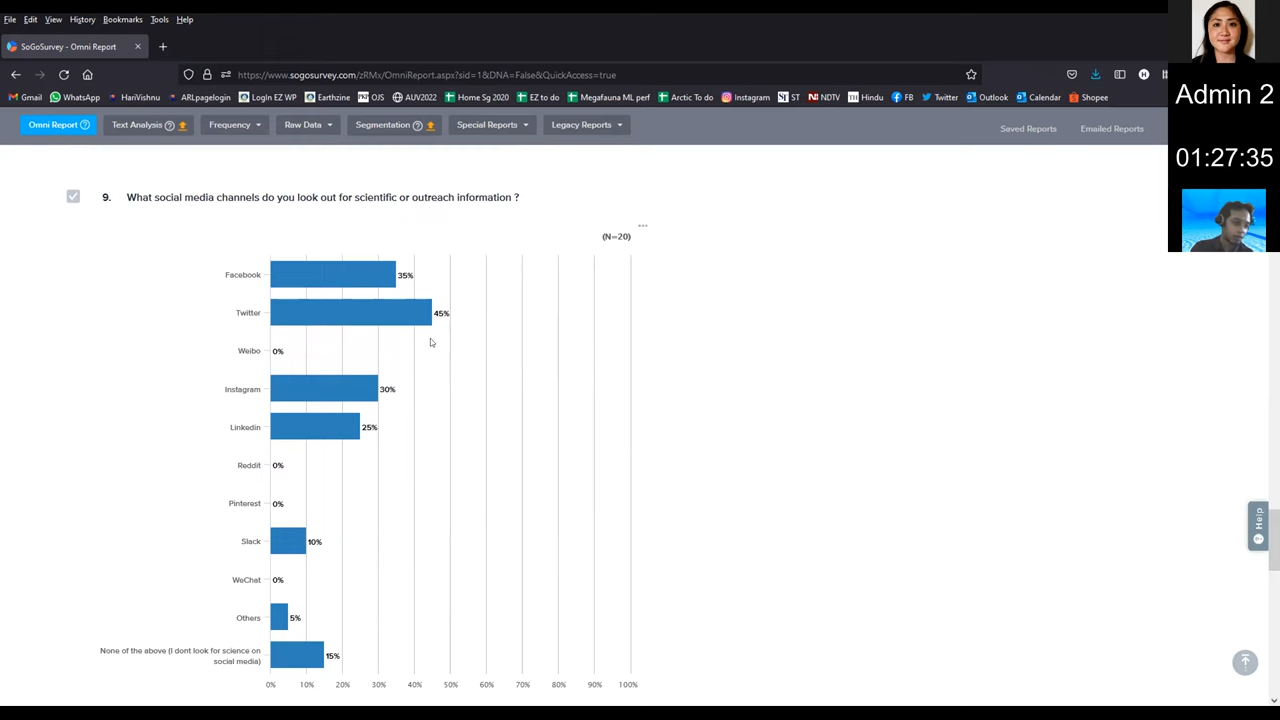 File Edit View History Bookmarks Tools Help
SoGoSurvey - Omni Report
https://www.sogosurvey.com/zRMx/OmniReport.aspx?sid=1&DNA=False&QuickAccess=true
Gmail WhatsApp HariVishnu ARLpagelogin LogIn EZ WP Earthzine OJS AUV2022 Home Sg 2020 EZ to do Megafauna ML perf Arctic To do Instagram ST NDTV Hindu FB Twitter Outlook Calendar Shopee
Omni Report Text Analysis Frequency Raw Data Segmentation Special Reports Legacy Reports Saved Reports Emailed Reports
Admin 2
01:27:35
9. What social media channels do you look out for scientific or outreach information ?
(N=20)
Facebook 35%
Twitter 45%
Weibo 0%
Instagram 30%
Linkedin 25%
Reddit 0%
Pinterest 0%
Slack 10%
WeChat 0%
Others 5%
None of the above (I dont look for science on
social media) 15%
0% 10% 20% 30% 40% 50% 60% 70% 80% 90% 100%
Help